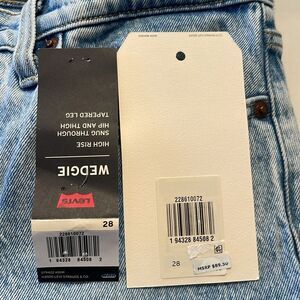 WEDGIE
HIGH RISE
SNUG THROUGH
HIP AND THIGH
TAPERED LEG
Levi's
28
228610072
1 94328 84508 2
228610072
1 94328 84508 2
28
MSRP $89.50